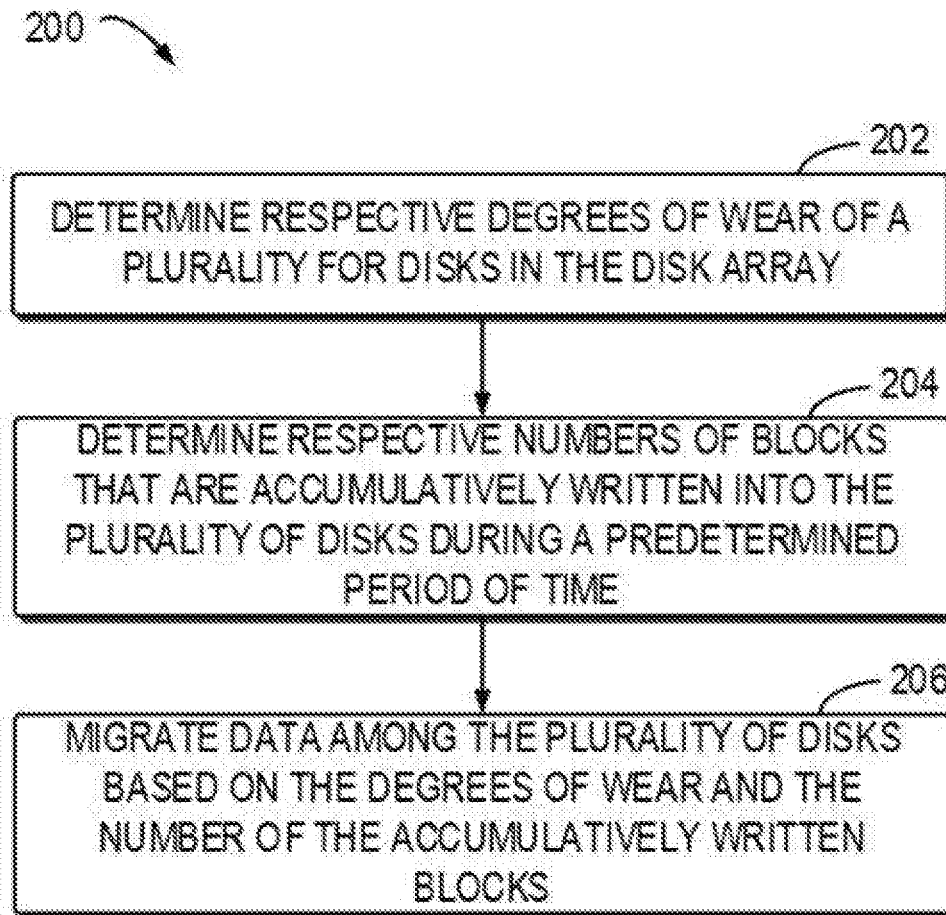 200
202
DETERMINE RESPECTIVE DEGREES OF WEAR OF A
PLURALITY FOR DISKS IN THE DISK ARRAY
204
DETERMINE RESPECTIVE NUMBERS OF BLOCKS
THAT ARE ACCUMULATIVELY WRITTEN INTO THE
PLURALITY OF DISKS DURING A PREDETERMINED
PERIOD OF TIME
206
MIGRATE DATA AMONG THE PLURALITY OF DISKS
BASED ON THE DEGREES OF WEAR AND THE
NUMBER OF THE ACCUMULATIVELY WRITTEN
BLOCKS